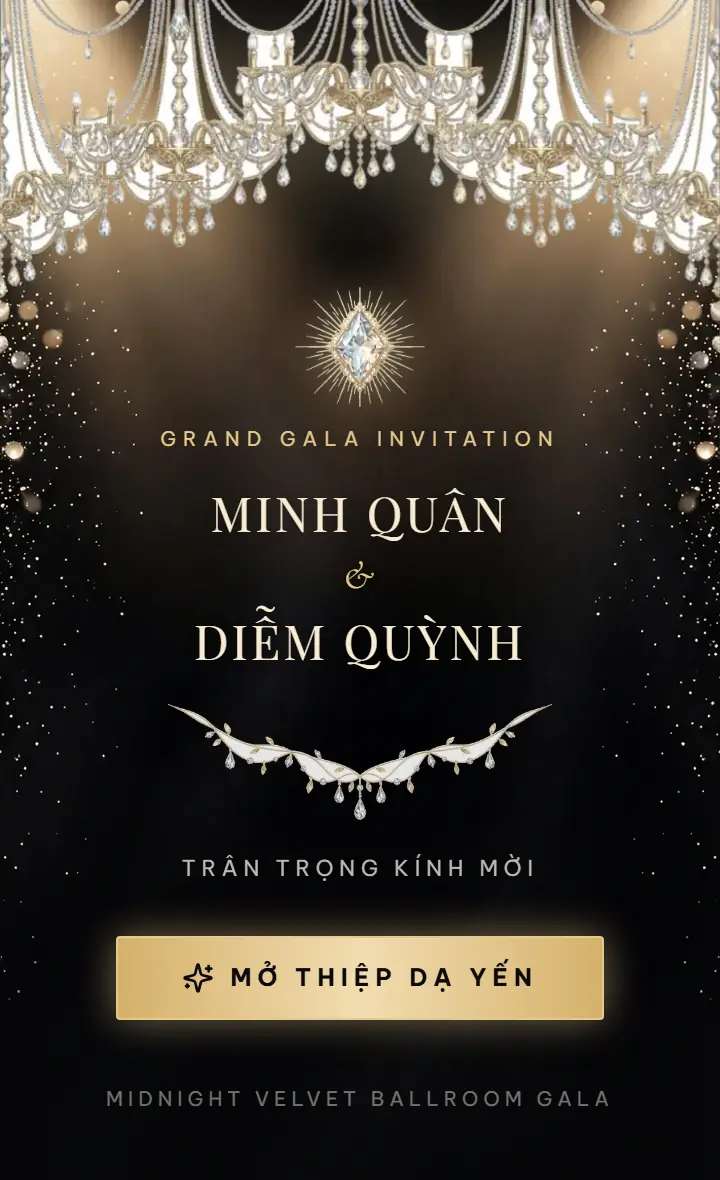 GRAND GALA INVITATION
MINH QUÂN
&
DIỄM QUỲNH
TRÂN TRỌNG KÍNH MỜI
MỞ THIỆP DẠ YẾN
MIDNIGHT VELVET BALLROOM GALA